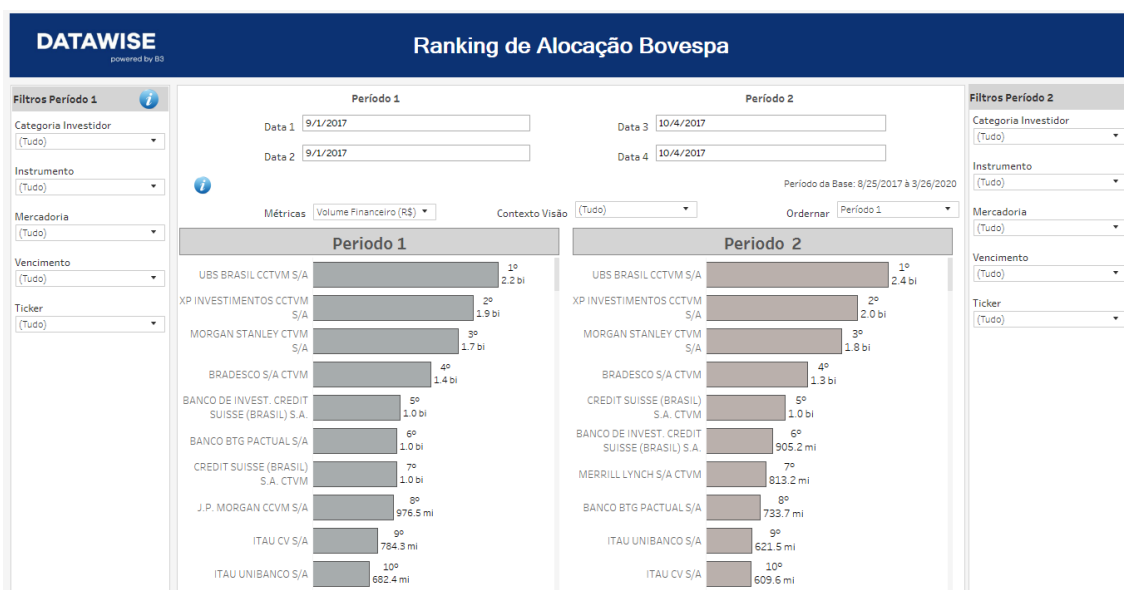 DATAWISE
powered by B3
Ranking de Alocação Bovespa
Filtros Período 1
i
Categoria Investidor
(Tudo)
Instrumento
(Tudo)
Mercadoria
(Tudo)
Vencimento
(Tudo)
Ticker
(Tudo)
Período 1
Data 1 9/1/2017
Data 2 9/1/2017
Período 2
Data 3 10/4/2017
Data 4 10/4/2017
i
Período da Base: 8/25/2017 à 3/26/2020
Métricas Volume Financeiro (R$)
Contexto Visão (Tudo)
Ordernar Período 1
Periodo 1
UBS BRASIL CCTVM S/A 1º
2.2 bi
XP INVESTIMENTOS CCTVM 2º
S/A 1.9 bi
MORGAN STANLEY CTVM 3º
S/A 1.7 bi
BRADESCO S/A CTVM 4º
1.4 bi
BANCO DE INVEST. CREDIT 5º
SUISSE (BRASIL) S.A. 1.0 bi
BANCO BTG PACTUAL S/A 6º
1.0 bi
CREDIT SUISSE (BRASIL) 7º
S.A. CTVM 1.0 bi
J.P. MORGAN CCVM S/A 8º
976.5 mi
ITAU CV S/A 9º
784.3 mi
ITAU UNIBANCO S/A 10º
682.4 mi
Periodo 2
UBS BRASIL CCTVM S/A 1º
2.4 bi
XP INVESTIMENTOS CCTVM 2º
S/A 2.0 bi
MORGAN STANLEY CTVM 3º
S/A 1.8 bi
BRADESCO S/A CTVM 4º
1.3 bi
CREDIT SUISSE (BRASIL) 5º
S.A. CTVM 1.0 bi
BANCO DE INVEST. CREDIT 6º
SUISSE (BRASIL) S.A. 905.2 mi
MERRILL LYNCH S/A CTVM 7º
813.2 mi
BANCO BTG PACTUAL S/A 8º
733.7 mi
ITAU UNIBANCO S/A 9º
621.5 mi
ITAU CV S/A 10º
609.6 mi
Filtros Período 2
Categoria Investidor
(Tudo)
Instrumento
(Tudo)
Mercadoria
(Tudo)
Vencimento
(Tudo)
Ticker
(Tudo)